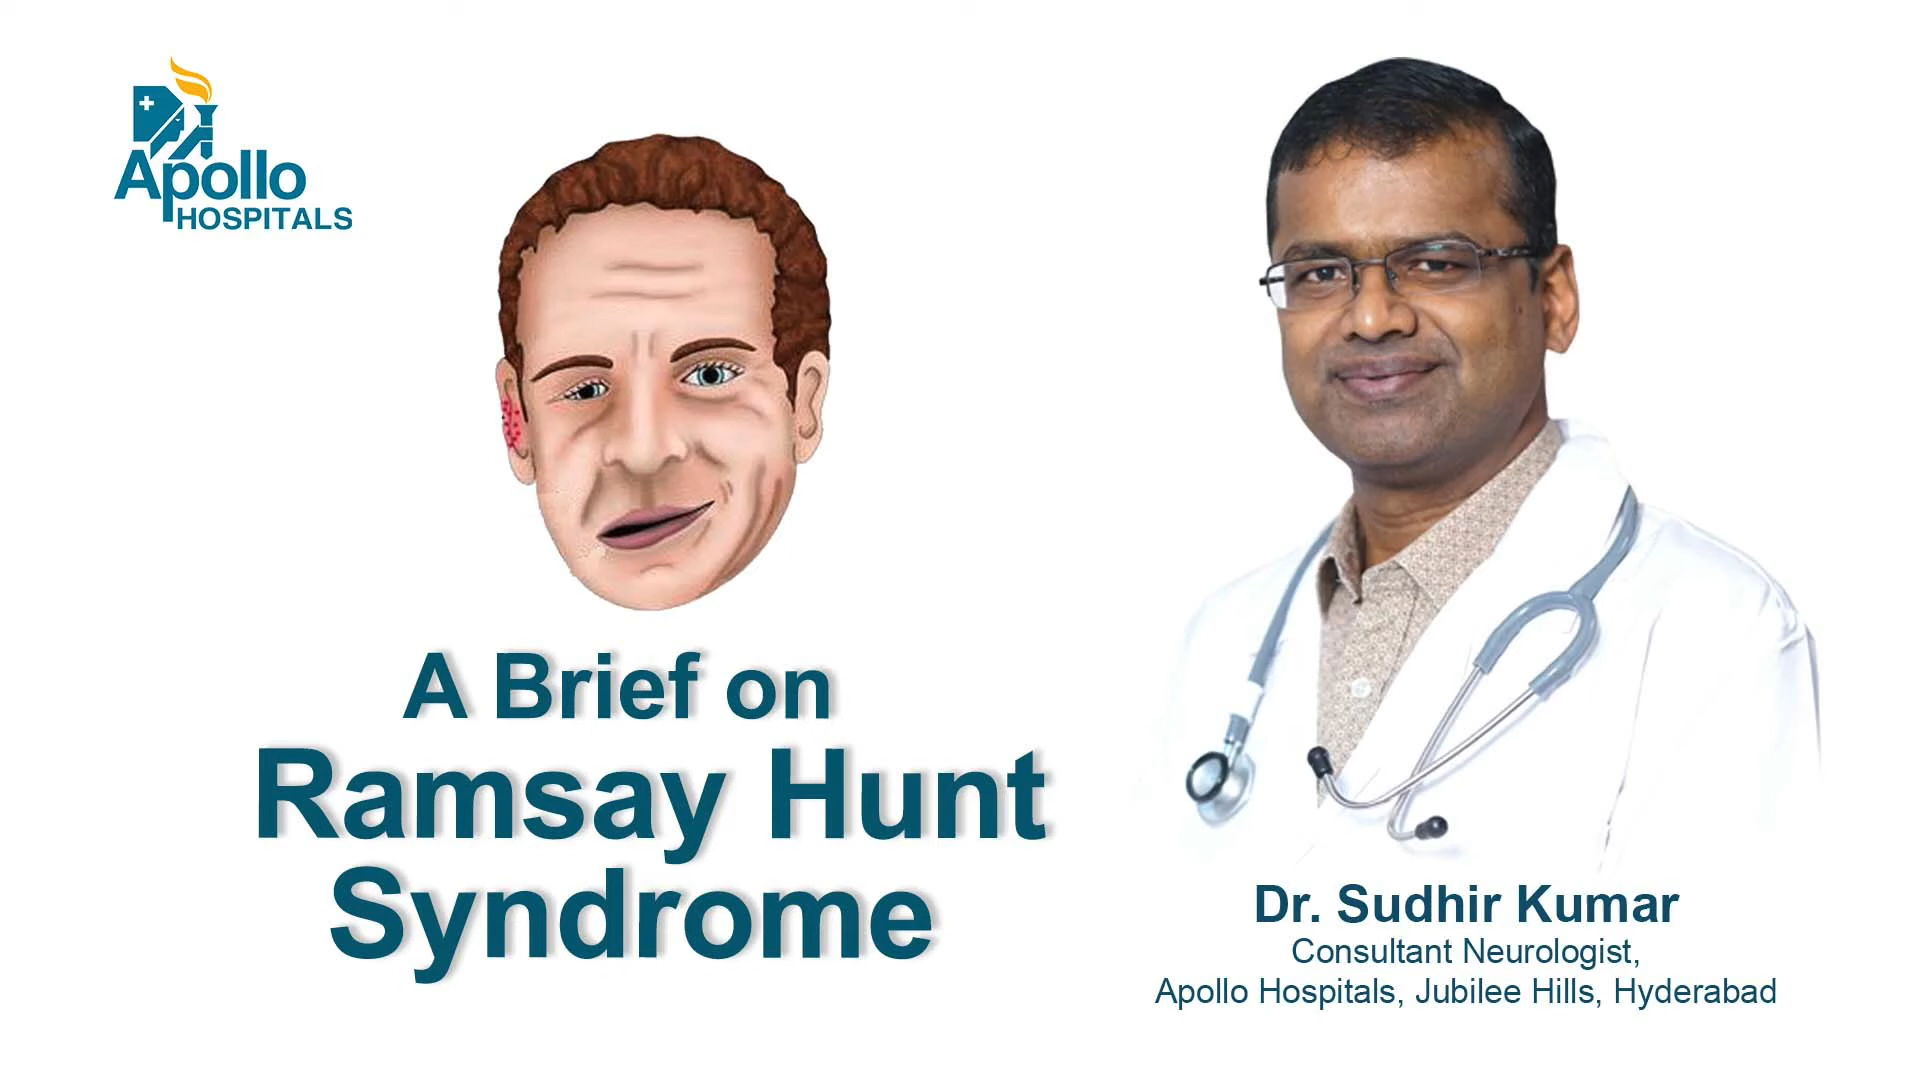 Apollo
HOSPITALS
A Brief on
Ramsay Hunt
Syndrome
Dr. Sudhir Kumar
Consultant Neurologist,
Apollo Hospitals, Jubilee Hills, Hyderabad